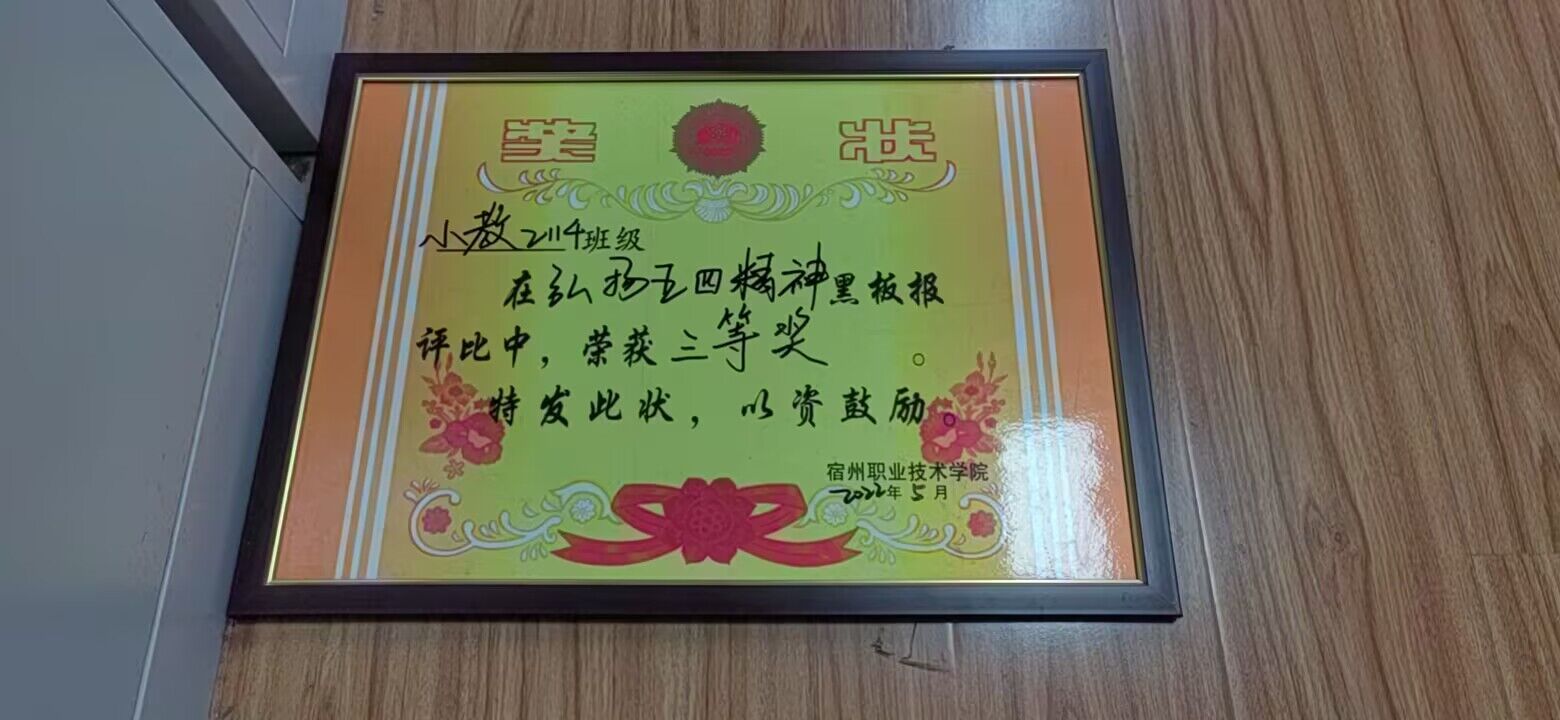 奖状
小教2114班级
在弘扬五四精神黑板报
评比中，荣获三等奖。
特发此状，以资鼓励。
宿州职业技术学院
2022年5月